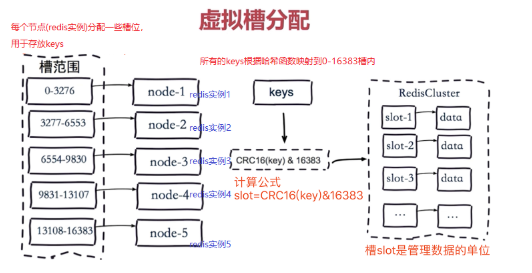 虚拟槽分配
每个节点(redis实例)分配一些槽位,
用于存放keys
槽范围
0-3276
node-1
redis实例1
3277-6553
node-2
redis实例2
6554-9830
node-3
redis实例3
9831-13107
node-4
redis实例4
13108-16383
node-5
redis实例5
所有的keys根据哈希函数映射到0-16383槽内
keys
CRC16(key) & 16383
计算公式
slot=CRC16(key)&16383
RedisCluster
slot-1
data
slot-2
data
slot-3
data
...
...
槽slot是管理数据的单位